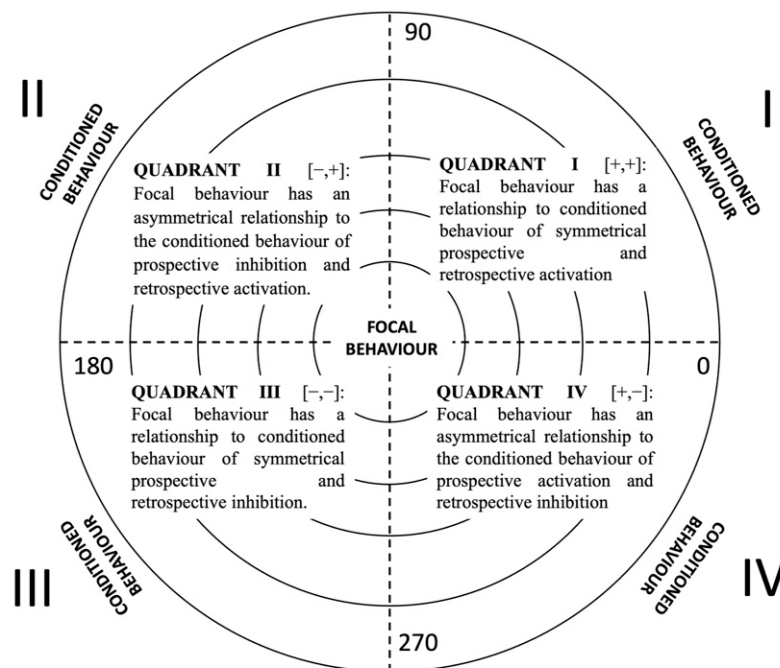 90
II
I
CONDITIONED
BEHAVIOUR
CONDITIONED
BEHAVIOUR
QUADRANT II [−,+]:
Focal behaviour has an
asymmetrical relationship to
the conditioned behaviour of
prospective inhibition and
retrospective activation.
QUADRANT I [+,+]:
Focal behaviour has a
relationship to conditioned
behaviour of symmetrical
prospective and
retrospective activation
FOCAL
BEHAVIOUR
180
0
QUADRANT III [−,−]:
Focal behaviour has a
relationship to conditioned
behaviour of symmetrical
prospective and
retrospective inhibition.
QUADRANT IV [+,−]:
Focal behaviour has an
asymmetrical relationship to
the conditioned behaviour of
prospective activation and
retrospective inhibition
CONDITIONED
BEHAVIOUR
CONDITIONED
BEHAVIOUR
III
IV
270